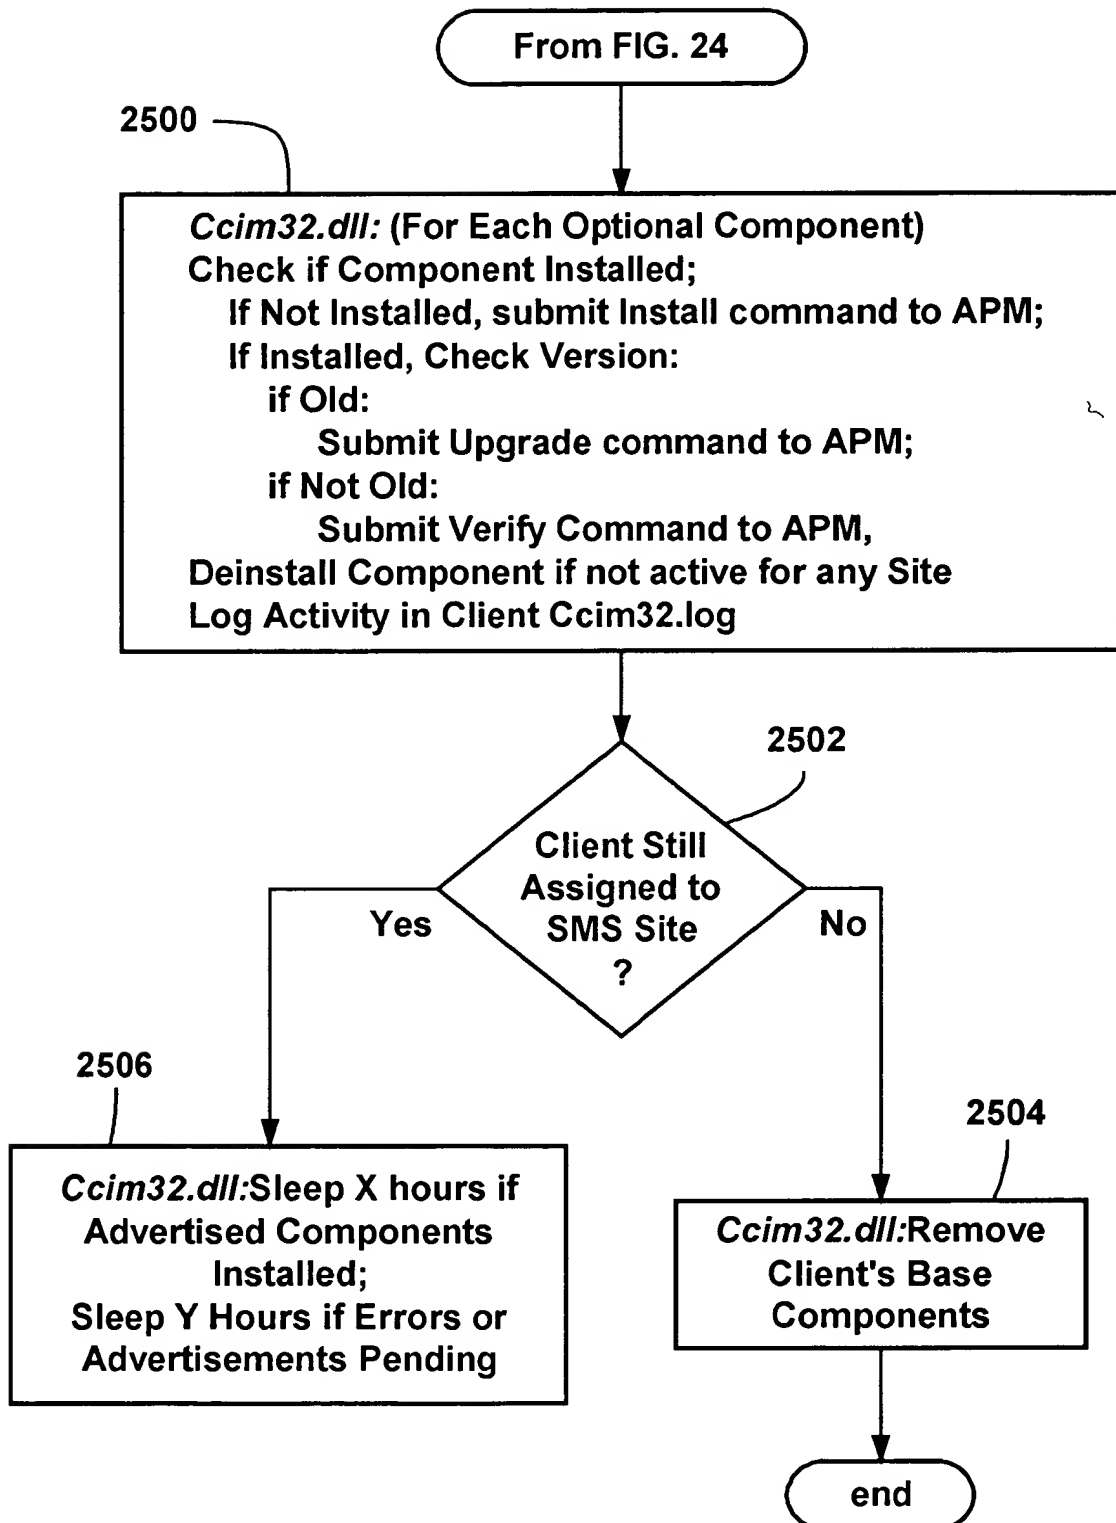 From FIG. 24
2500
Ccim32.dll: (For Each Optional Component)
Check if Component Installed;
If Not Installed, submit Install command to APM;
If Installed, Check Version:
if Old:
Submit Upgrade command to APM;
if Not Old:
Submit Verify Command to APM,
Deinstall Component if not active for any Site
Log Activity in Client Ccim32.log
2502
Client Still
Assigned to
SMS Site
?
Yes
No
2506
Ccim32.dll:Sleep X hours if
Advertised Components
Installed;
Sleep Y Hours if Errors or
Advertisements Pending
2504
Ccim32.dll:Remove
Client's Base
Components
end